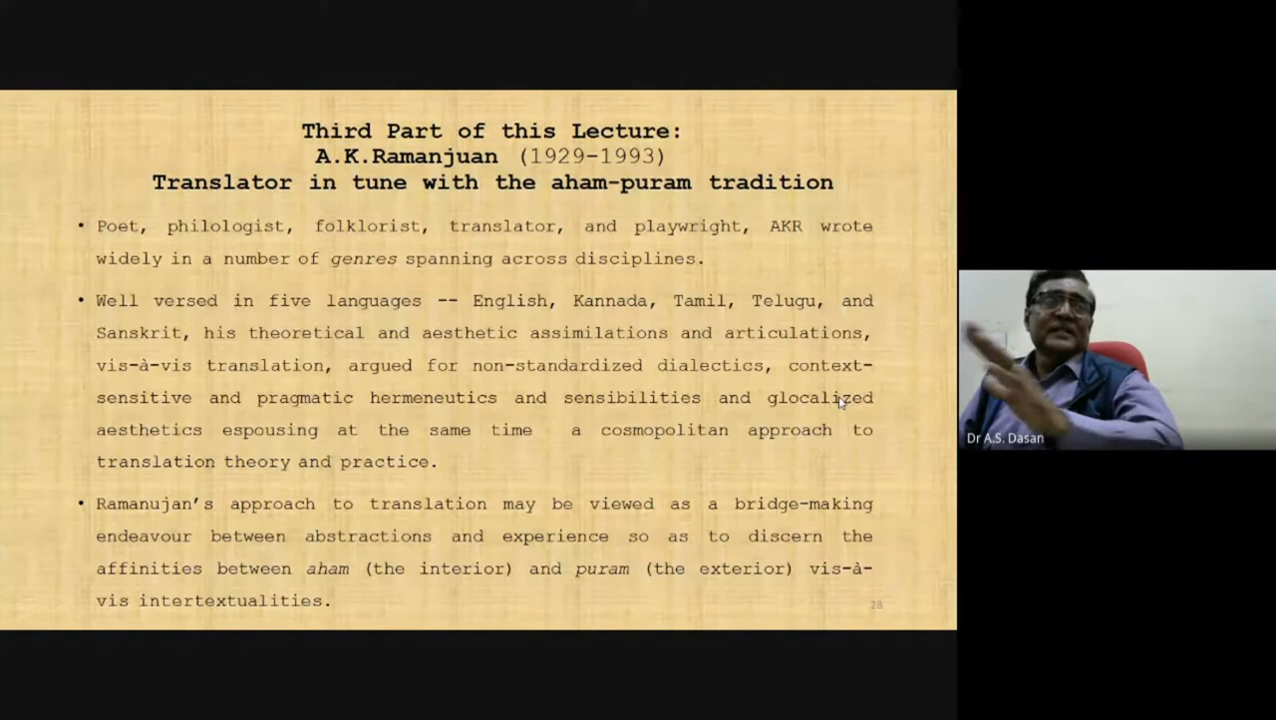 Third Part of this Lecture:
A.K.Ramanjuan (1929-1993)
Translator in tune with the aham-puram tradition
• Poet, philologist, folklorist, translator, and playwright, AKR wrote
widely in a number of genres spanning across disciplines.
• Well versed in five languages -- English, Kannada, Tamil, Telugu, and
Sanskrit, his theoretical and aesthetic assimilations and articulations,
vis-à-vis translation, argued for non-standardized dialectics, context-
sensitive and pragmatic hermeneutics and sensibilities and glocalized
aesthetics espousing at the same time a cosmopolitan approach to
translation theory and practice.
• Ramanujan's approach to translation may be viewed as a bridge-making
endeavour between abstractions and experience so as to discern the
affinities between aham (the interior) and puram (the exterior) vis-à-
vis intertextualities.
28
Dr A.S. Dasan